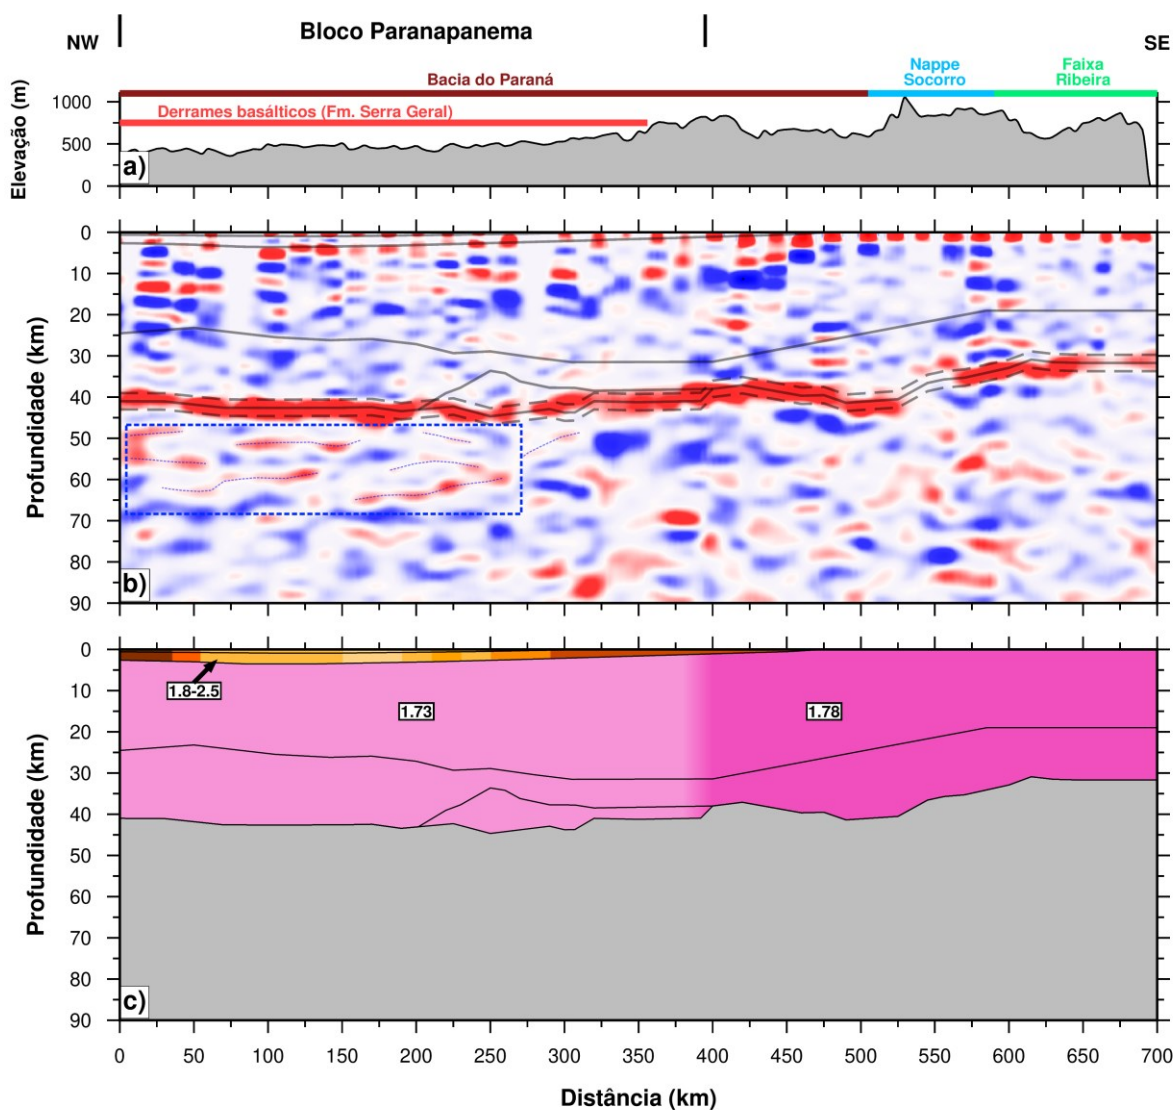 Bloco Paranapanema
NW
SE
Nappe
Socorro
Faixa
Ribeira
Bacia do Paraná
Derrames basálticos (Fm. Serra Geral)
Elevação (m)
1000
500
0
a)
Profundidade (km)
0
10
20
30
40
50
60
70
80
90
b)
Profundidade (km)
0
10
20
30
40
50
60
70
80
90
1.8-2.5
1.73
1.78
c)
0 50 100 150 200 250 300 350 400 450 500 550 600 650 700
Distância (km)